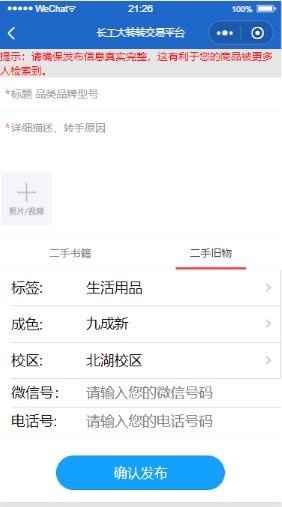 WeChat
21:26
100%
长工大转转交易平台
提示：请确保发布信息真实完整，这有利于您的商品被更多
人检索到。
*标题 品类品牌型号
*详细描述、转手原因
照片/视频
二手书籍 二手旧物
标签: 生活用品
成色: 九成新
校区: 北湖校区
微信号: 请输入您的微信号码
电话号: 请输入您的电话号码
确认发布